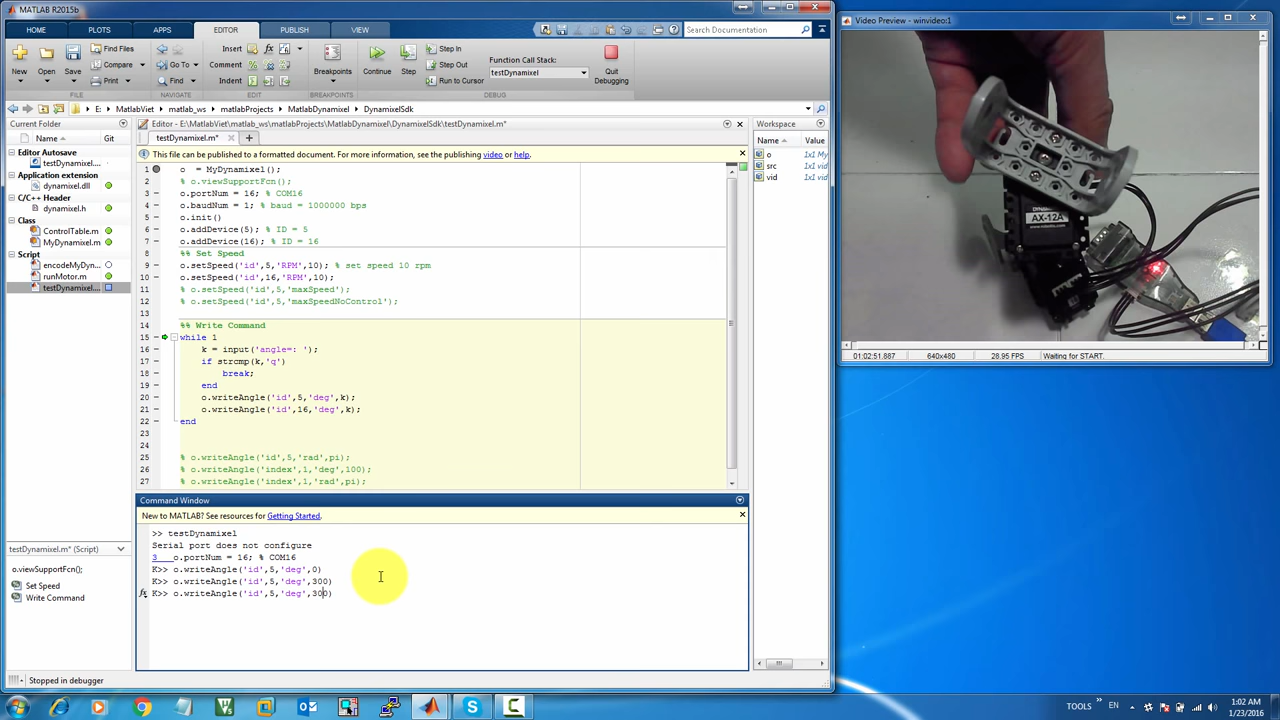 MATLAB R2015b
HOME PLOTS APPS EDITOR PUBLISH VIEW
Search Documentation
New Open Save
Find Files
Compare
Print
Go To
Find
Insert
Comment
Indent
Breakpoints
Continue Step
Step In
Step Out
Run to Cursor
Function Call Stack:
testDynamixel
Quit Debugging
FILE NAVIGATE EDIT BREAKPOINTS DEBUG
E: MatlabViet matlab_ws matlabProjects MatlabDynamixel DynamixelSdk
Current Folder
Name Git
Editor Autosave
testDynamixel....
Application extension
dynamixel.dll
C/C++ Header
dynamixel.h
Class
ControlTable.m
MyDynamixel.m
Script
encodeMyDyn...
runMotor.m
testDynamixel....
testDynamixel.m* (Script)
o.viewSupportFcn();
Set Speed
Write Command
Editor - E:\MatlabViet\matlab_ws\matlabProjects\MatlabDynamixel\DynamixelSdk\testDynamixel.m*
testDynamixel.m*
This file can be published to a formatted document. For more information, see the publishing video or help.
1 o = MyDynamixel();
2 % o.viewSupportFcn();
3 o.portNum = 16; % COM16
4 o.baudNum = 1; % baud = 1000000 bps
5 o.init()
6 o.addDevice(5); % ID = 5
7 o.addDevice(16); % ID = 16
8 %% Set Speed
9 o.setSpeed('id',5,'RPM',10); % set speed 10 rpm
10 o.setSpeed('id',16,'RPM',10);
11 % o.setSpeed('id',5,'maxSpeed');
12 % o.setSpeed('id',5,'maxSpeedNoControl');
13
14 %% Write Command
15 while 1
16 k = input('angle=: ');
17 if strcmp(k,'q')
18 break;
19 end
20 o.writeAngle('id',5,'deg',k);
21 o.writeAngle('id',16,'deg',k);
22 end
23
24
25 % o.writeAngle('id',5,'rad',pi);
26 % o.writeAngle('index',1,'deg',100);
27 % o.writeAngle('index',1,'rad',pi);
Command Window
New to MATLAB? See resources for Getting Started.
>> testDynamixel
Serial port does not configure
3 o.portNum = 16; % COM16
K>> o.writeAngle('id',5,'deg',0)
K>> o.writeAngle('id',5,'deg',300)
fx K>> o.writeAngle('id',5,'deg',300)
Workspace
Name Value
o 1x1 My
src 1x1 vid
vid 1x1 vid
Stopped in debugger
Video Preview - winvideo:1
AX-12A
01:02:51.887 640x480 28.95 FPS Waiting for START.
TOOLS EN 1:02 AM
1/23/2016